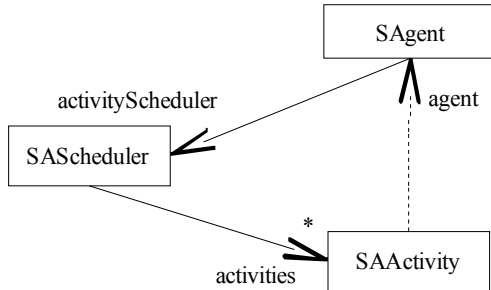 SAgent
activityScheduler
agent
SAScheduler
*
activities
SAActivity